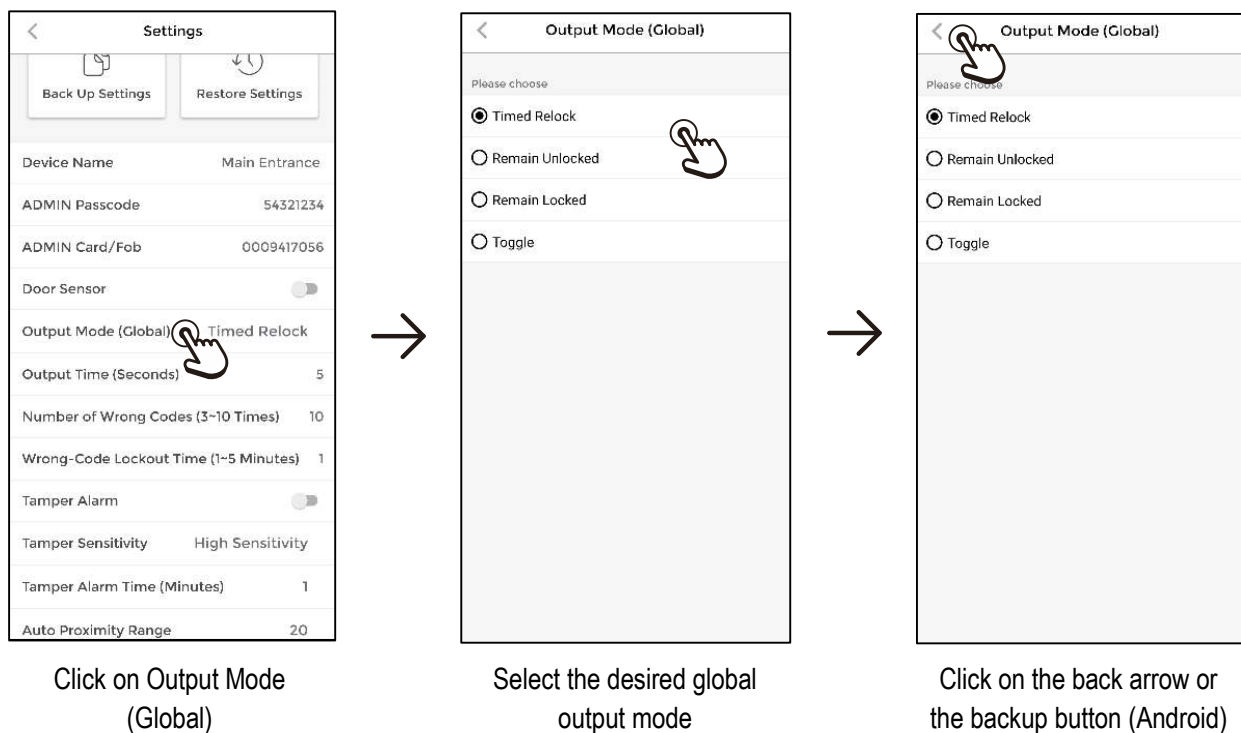 Settings
Back Up Settings
Restore Settings
Device Name Main Entrance
ADMIN Passcode 54321234
ADMIN Card/Fob 0009417056
Door Sensor
Output Mode (Global) Timed Relock
Output Time (Seconds) 5
Number of Wrong Codes (3~10 Times) 10
Wrong-Code Lockout Time (1~5 Minutes) 1
Tamper Alarm
Tamper Sensitivity High Sensitivity
Tamper Alarm Time (Minutes) 1
Auto Proximity Range 20
Click on Output Mode
(Global)
Output Mode (Global)
Please choose
Timed Relock
Remain Unlocked
Remain Locked
Toggle
Select the desired global
output mode
Output Mode (Global)
Please choose
Timed Relock
Remain Unlocked
Remain Locked
Toggle
Click on the back arrow or
the backup button (Android)